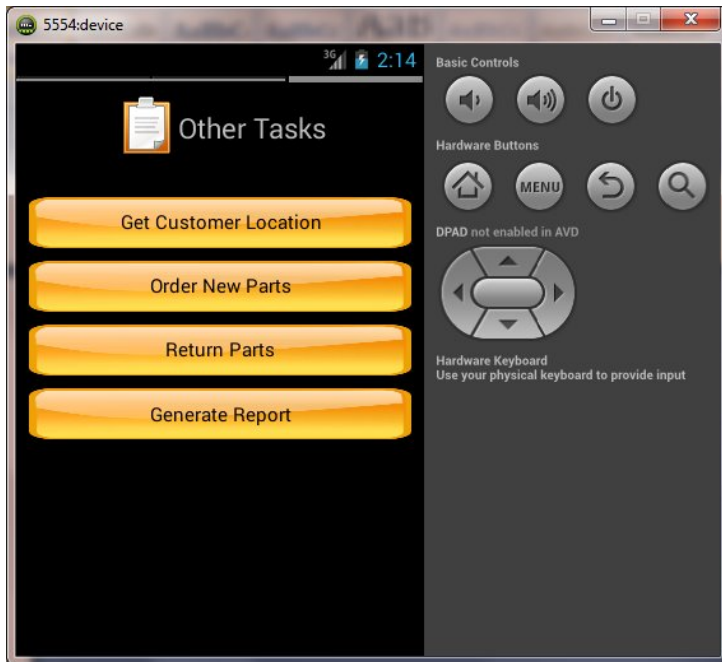 5554:device
3G 2:14
Other Tasks
Get Customer Location
Order New Parts
Return Parts
Generate Report
Basic Controls
Hardware Buttons
MENU
DPAD not enabled in AVD
Hardware Keyboard
Use your physical keyboard to provide input